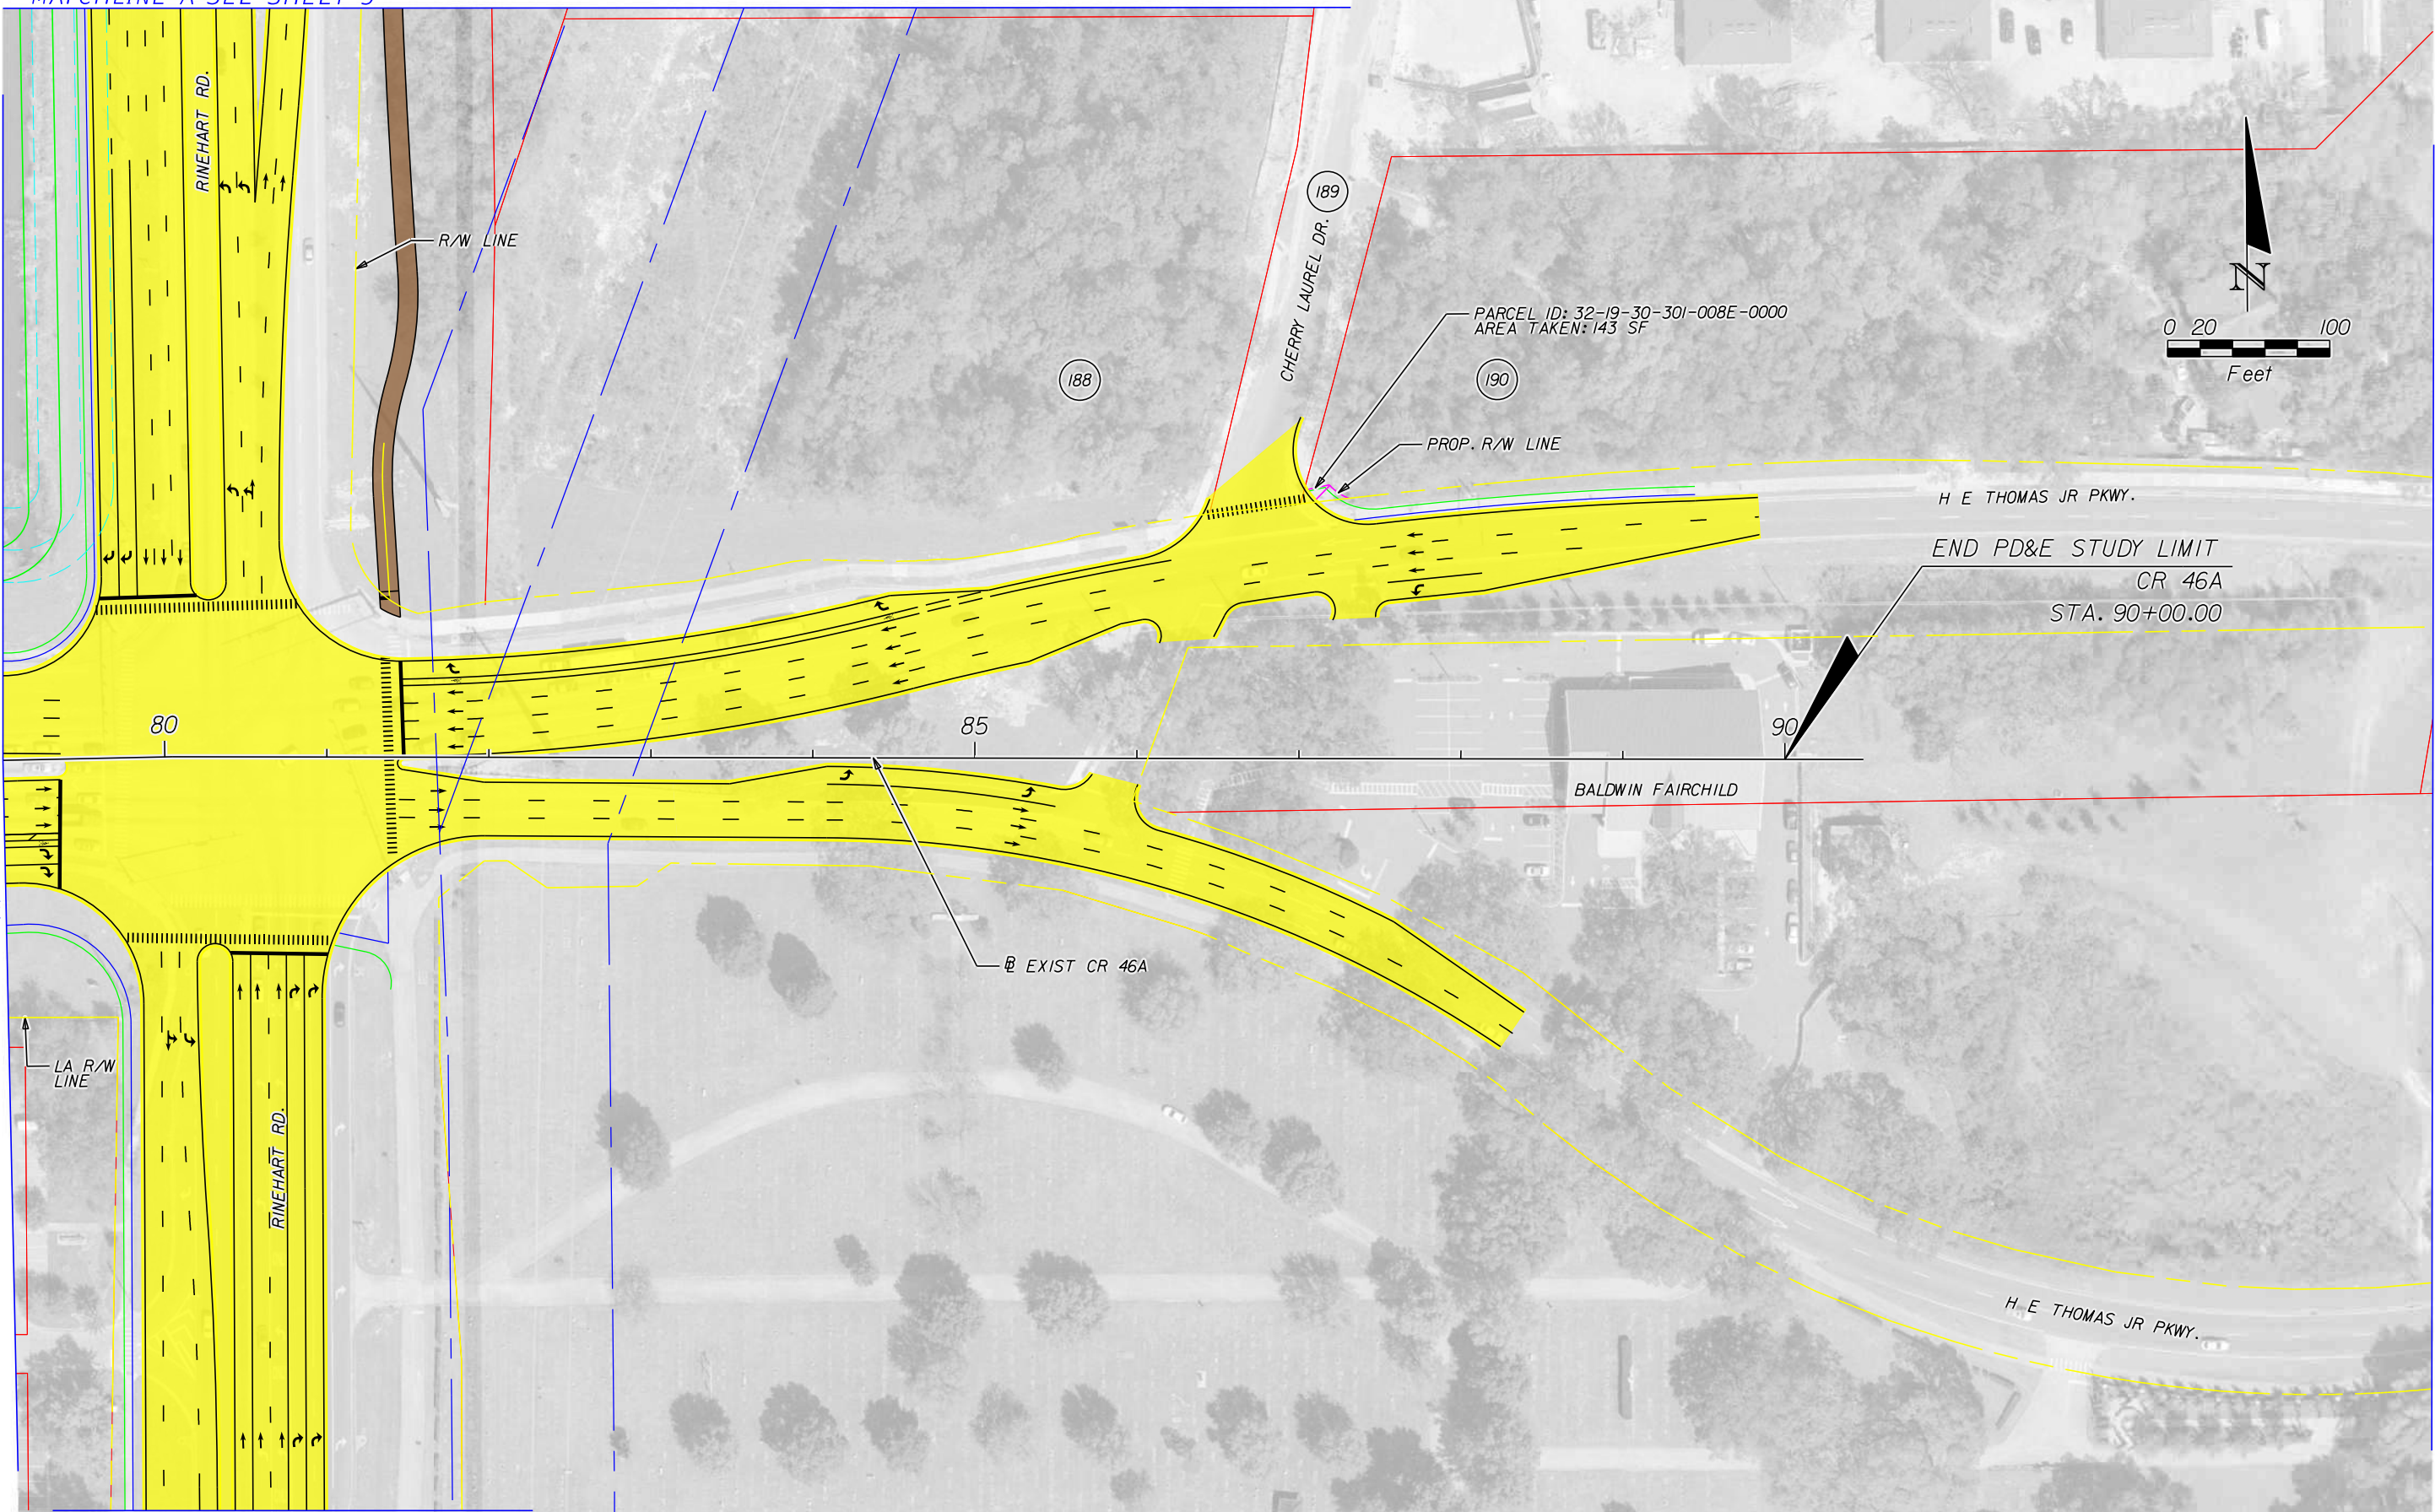 MATCHLINE A SEE SHEET 5
RINEHART RD.
R/W LINE
189
CHERRY LAUREL DR.
188
PARCEL ID: 32-19-30-301-008E-0000
AREA TAKEN: 143 SF
190
PROP. R/W LINE
N
0 20 100
Feet
H E THOMAS JR PKWY.
END PD&E STUDY LIMIT
CR 46A
STA. 90+00.00
80
85
90
BALDWIN FAIRCHILD
EXIST CR 46A
LA R/W
LINE
RINEHART RD.
H E THOMAS JR PKWY.